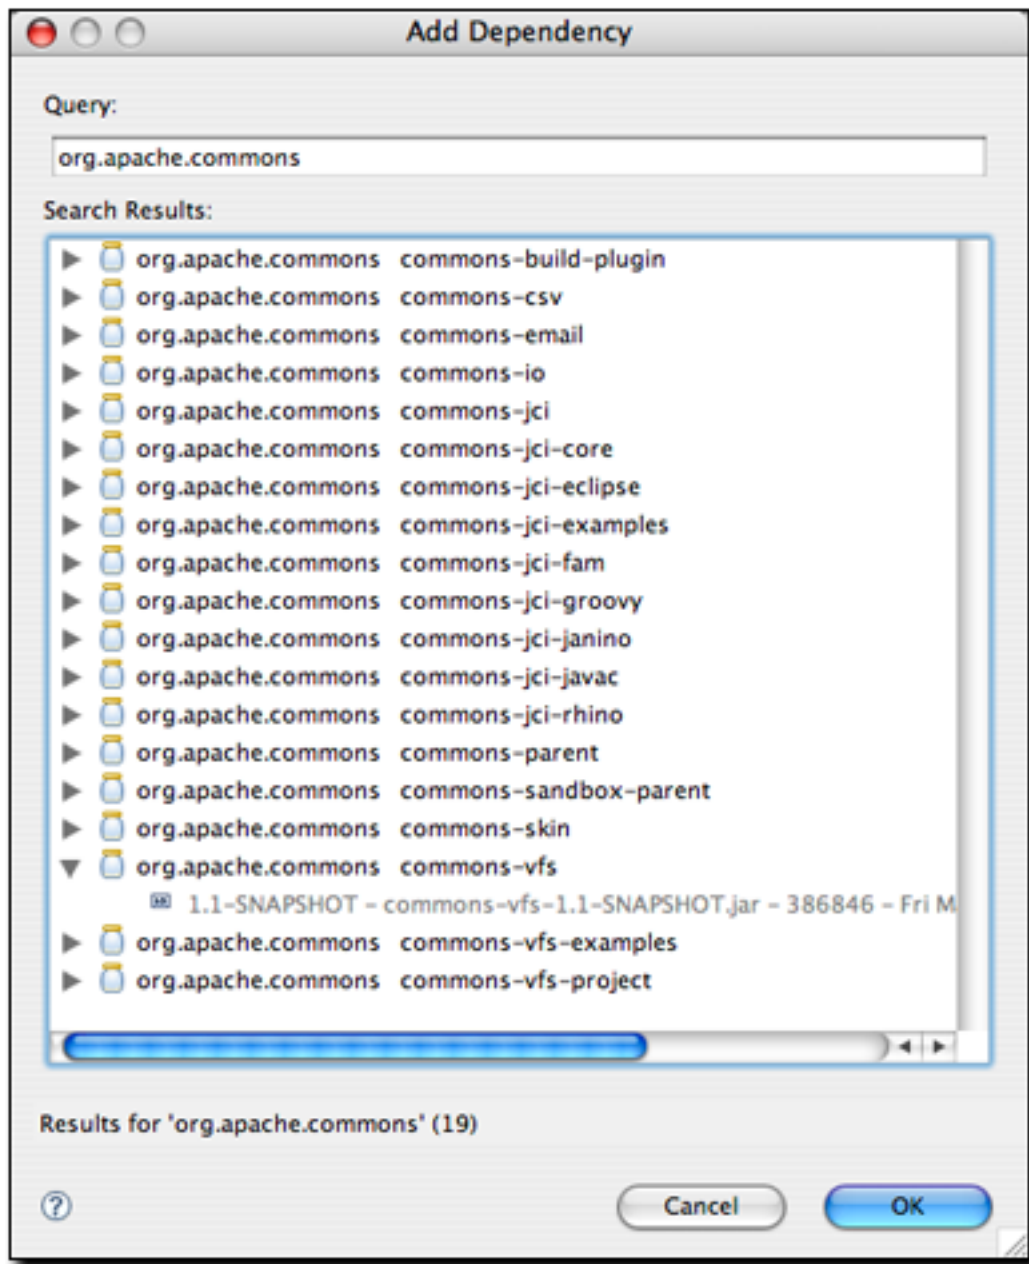 Add Dependency
Query:
org.apache.commons
Search Results:
org.apache.commons commons-build-plugin
org.apache.commons commons-csv
org.apache.commons commons-email
org.apache.commons commons-io
org.apache.commons commons-jci
org.apache.commons commons-jci-core
org.apache.commons commons-jci-eclipse
org.apache.commons commons-jci-examples
org.apache.commons commons-jci-fam
org.apache.commons commons-jci-groovy
org.apache.commons commons-jci-janino
org.apache.commons commons-jci-javac
org.apache.commons commons-jci-rhino
org.apache.commons commons-parent
org.apache.commons commons-sandbox-parent
org.apache.commons commons-skin
org.apache.commons commons-vfs
1.1-SNAPSHOT - commons-vfs-1.1-SNAPSHOT.jar - 386846 - Fri M
org.apache.commons commons-vfs-examples
org.apache.commons commons-vfs-project
Results for 'org.apache.commons' (19)
? Cancel OK